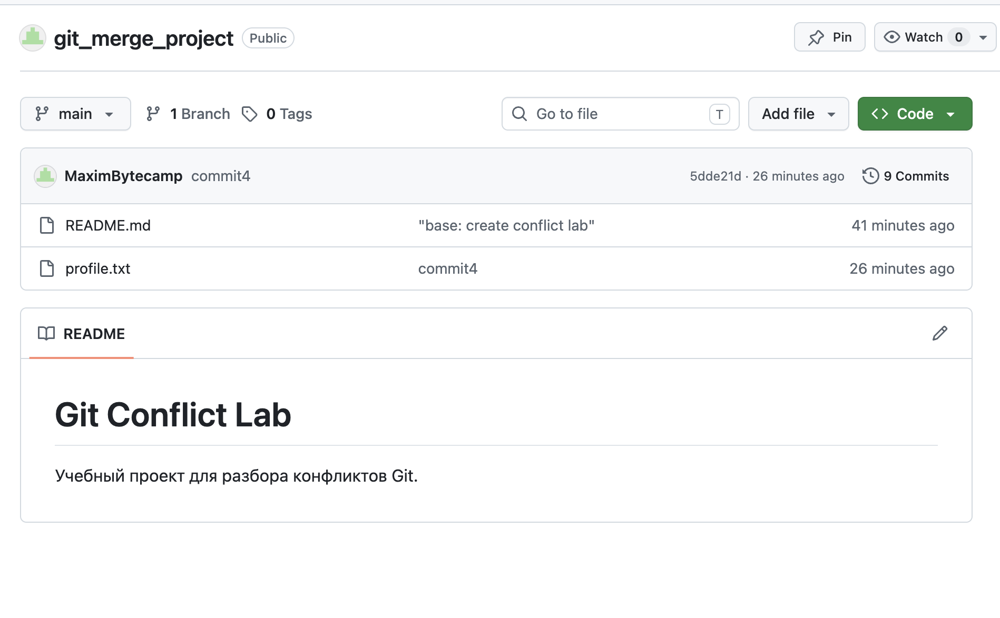 git_merge_project Public Pin Watch 0
main 1 Branch 0 Tags Go to file T Add file Code
MaximBytecamp commit4 5dde21d · 26 minutes ago 9 Commits
README.md "base: create conflict lab" 41 minutes ago
profile.txt commit4 26 minutes ago
README
Git Conflict Lab
Учебный проект для разбора конфликтов Git.